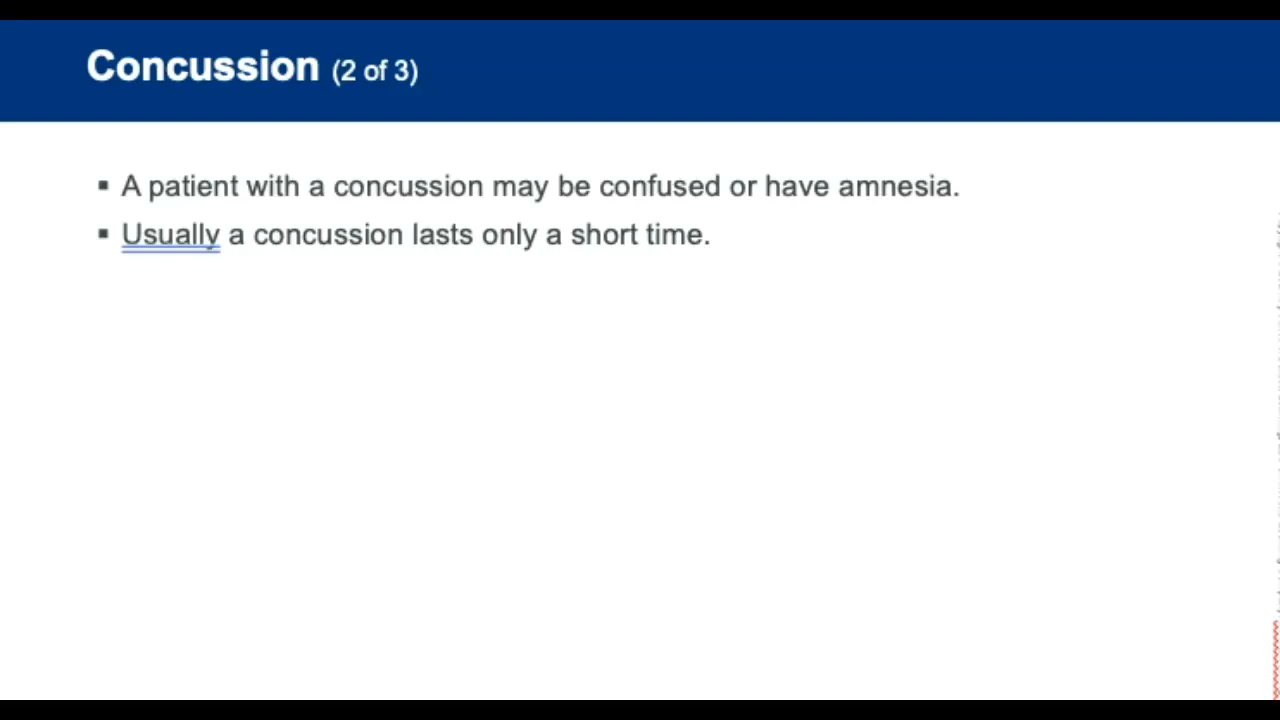 Concussion (2 of 3)
▪ A patient with a concussion may be confused or have amnesia.
▪ Usually a concussion lasts only a short time.